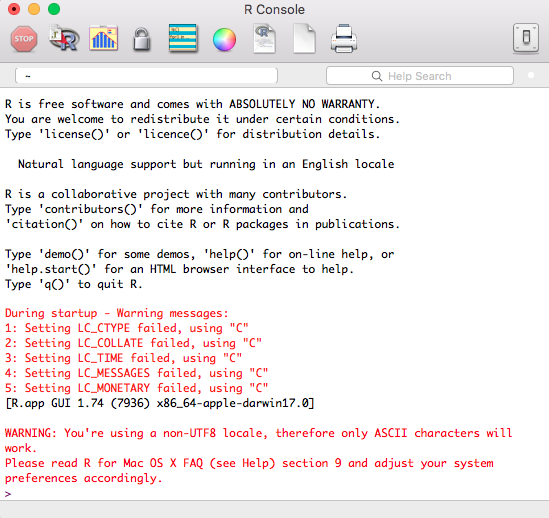 R Console
STOP
~
Help Search
R is free software and comes with ABSOLUTELY NO WARRANTY.
You are welcome to redistribute it under certain conditions.
Type 'license()' or 'licence()' for distribution details.
Natural language support but running in an English locale
R is a collaborative project with many contributors.
Type 'contributors()' for more information and
'citation()' on how to cite R or R packages in publications.
Type 'demo()' for some demos, 'help()' for on-line help, or
'help.start()' for an HTML browser interface to help.
Type 'q()' to quit R.
During startup - Warning messages:
1: Setting LC_CTYPE failed, using "C"
2: Setting LC_COLLATE failed, using "C"
3: Setting LC_TIME failed, using "C"
4: Setting LC_MESSAGES failed, using "C"
5: Setting LC_MONETARY failed, using "C"
[R.app GUI 1.74 (7936) x86_64-apple-darwin17.0]
WARNING: You're using a non-UTF8 locale, therefore only ASCII characters will
work.
Please read R for Mac OS X FAQ (see Help) section 9 and adjust your system
preferences accordingly.
>